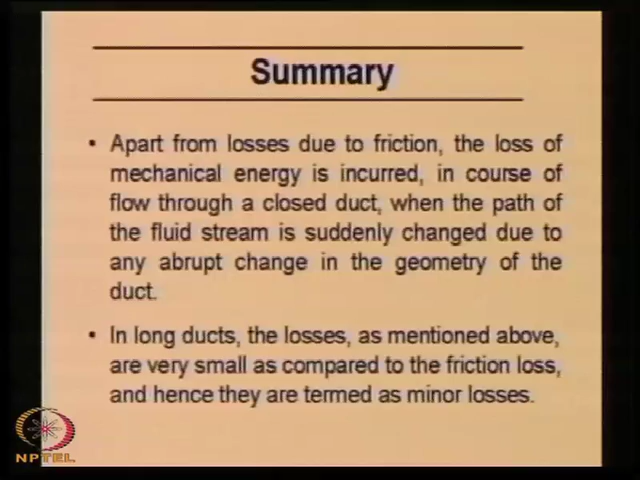 Summary
• Apart from losses due to friction, the loss of
mechanical energy is incurred, in course of
flow through a closed duct, when the path of
the fluid stream is suddenly changed due to
any abrupt change in the geometry of the
duct.
• In long ducts, the losses, as mentioned above,
are very small as compared to the friction loss,
and hence they are termed as minor losses.
NPTEL